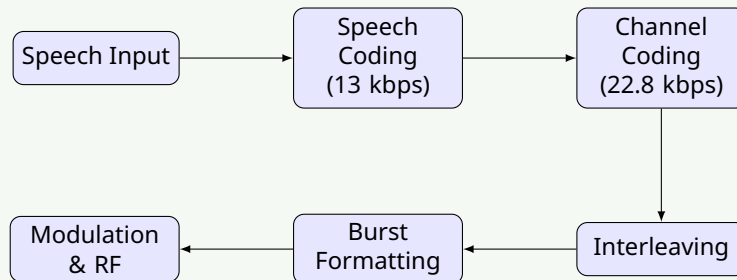 Speech Input
Speech
Coding
(13 kbps)
Channel
Coding
(22.8 kbps)
Interleaving
Burst
Formatting
Modulation
& RF